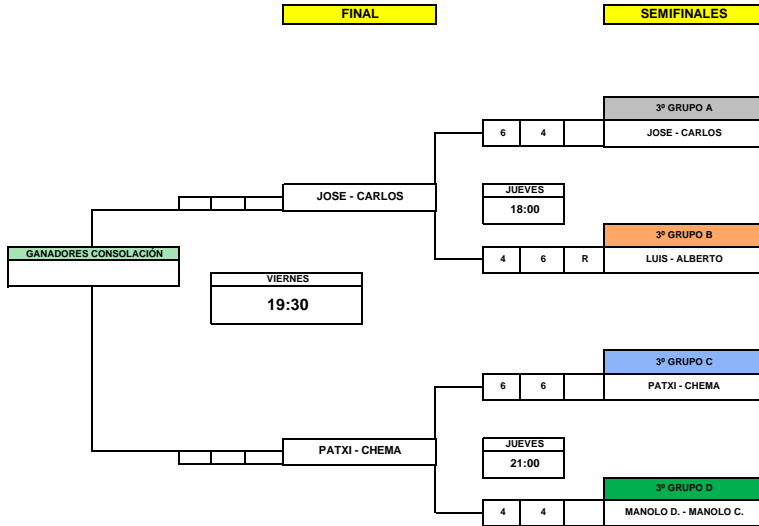 FINAL SEMIFINALES
3º GRUPO A
6 4 JOSE - CARLOS
JOSE - CARLOS JUEVES
18:00
3º GRUPO B
GANADORES CONSOLACIÓN 4 6 R LUIS - ALBERTO
VIERNES
19:30
3º GRUPO C
6 6 PATXI - CHEMA
PATXI - CHEMA JUEVES
21:00
3º GRUPO D
4 4 MANOLO D. - MANOLO C.